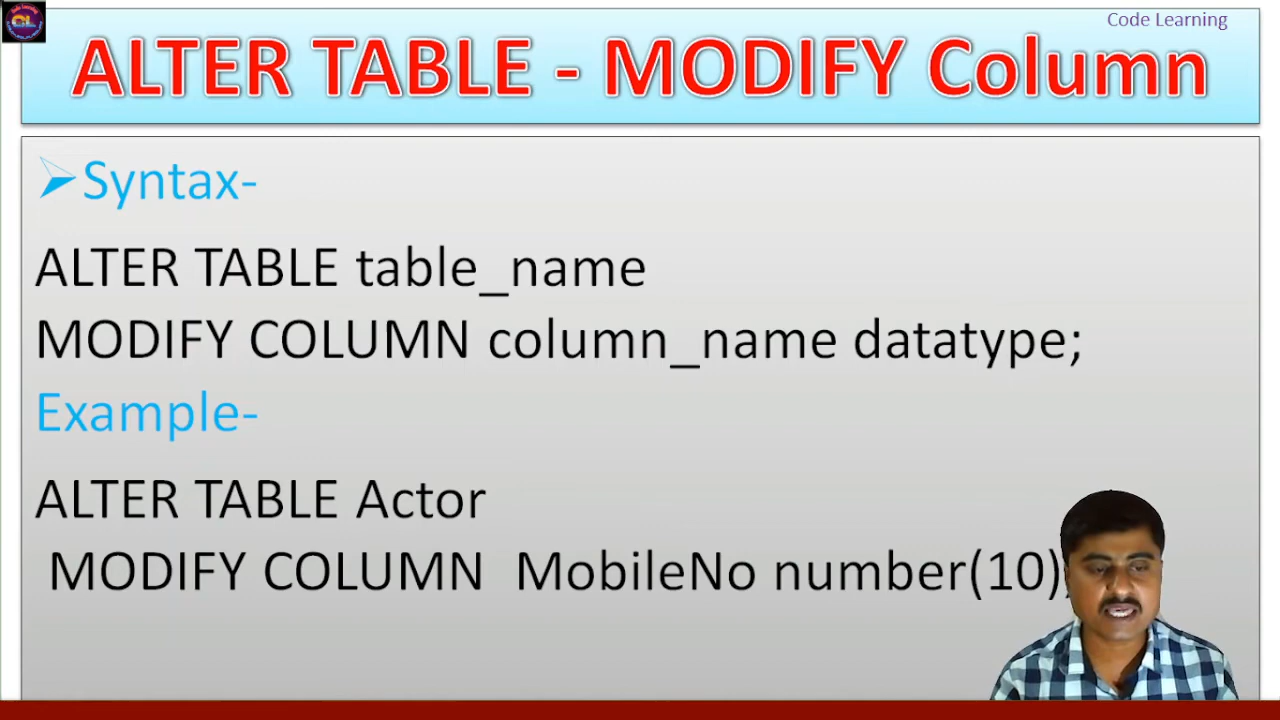 Code Learning
ALTER TABLE - MODIFY Column
Syntax-
ALTER TABLE table_name
MODIFY COLUMN column_name datatype;
Example-
ALTER TABLE Actor
MODIFY COLUMN MobileNo number(10);